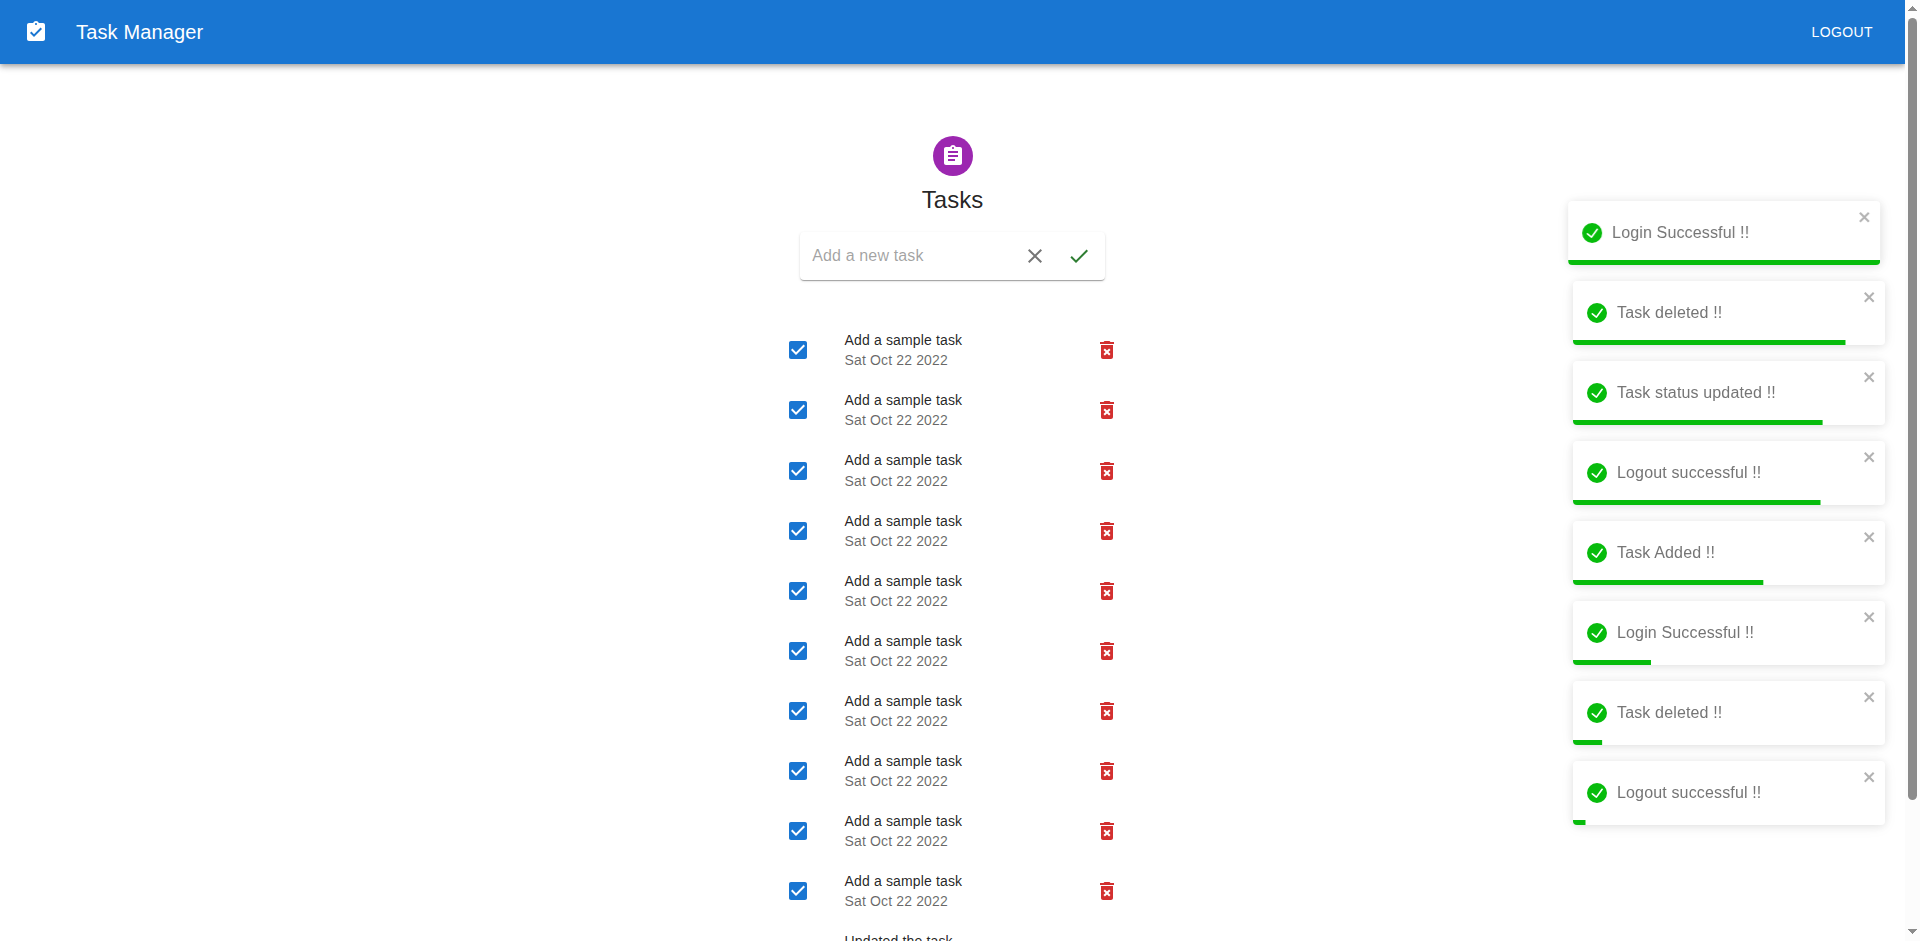 Task Manager
LOGOUT
Tasks
Add a new task
Add a sample task
Sat Oct 22 2022
Add a sample task
Sat Oct 22 2022
Add a sample task
Sat Oct 22 2022
Add a sample task
Sat Oct 22 2022
Add a sample task
Sat Oct 22 2022
Add a sample task
Sat Oct 22 2022
Add a sample task
Sat Oct 22 2022
Add a sample task
Sat Oct 22 2022
Add a sample task
Sat Oct 22 2022
Add a sample task
Sat Oct 22 2022
Updated the task
Login Successful !!
Task deleted !!
Task status updated !!
Logout successful !!
Task Added !!
Login Successful !!
Task deleted !!
Logout successful !!